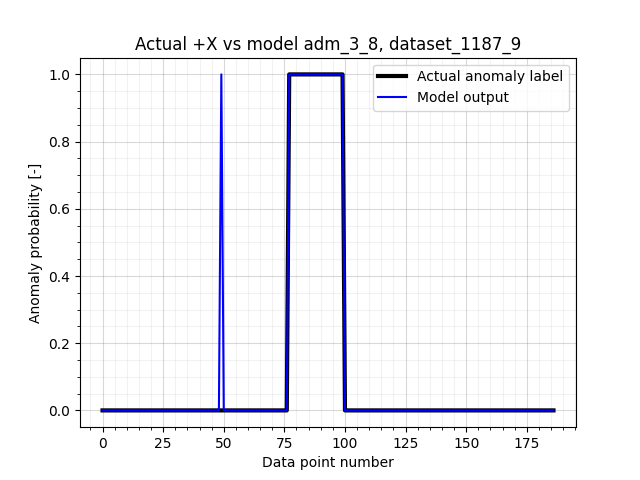 Actual +X vs model adm_3_8, dataset_1187_9
Actual anomaly label
Model output
Anomaly probability [-]
1.0
0.8
0.6
0.4
0.2
0.0
0 25 50 75 100 125 150 175
Data point number